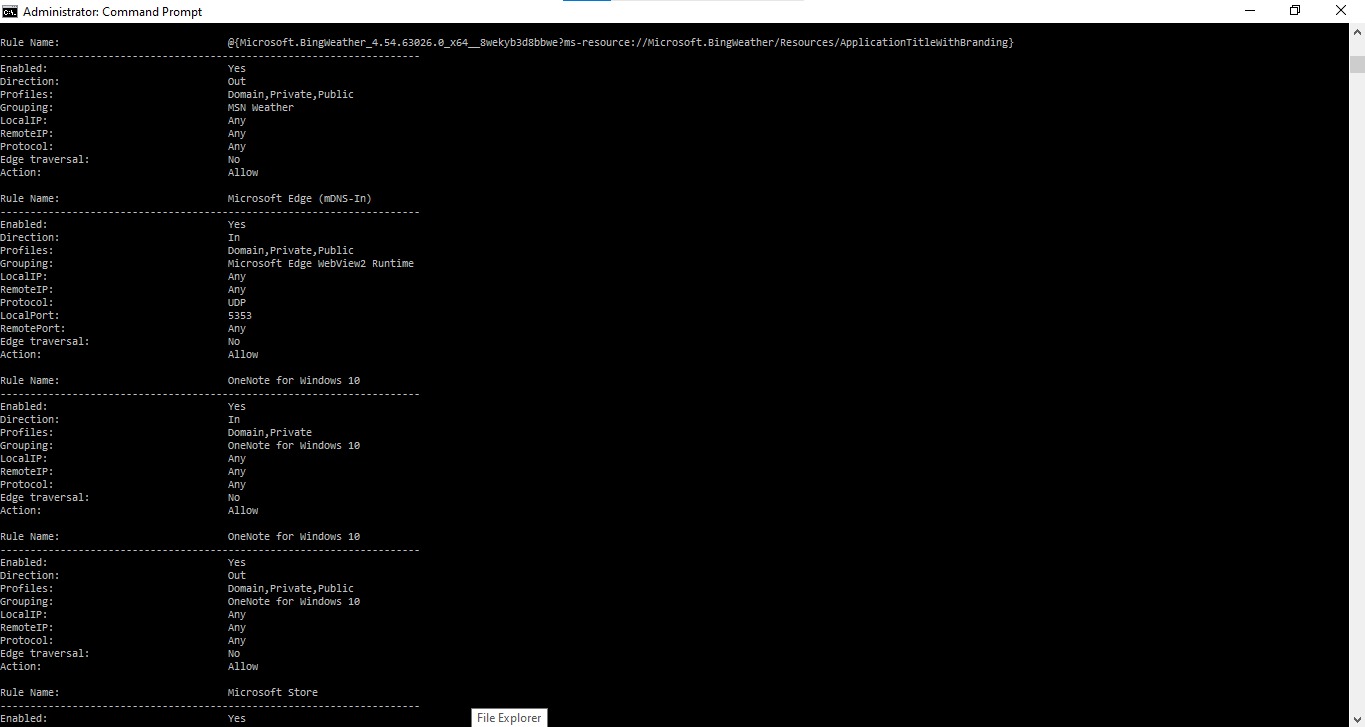 Administrator: Command Prompt
Rule Name: @{Microsoft.BingWeather_4.54.63026.0_x64__8wekyb3d8bbwe?ms-resource://Microsoft.BingWeather/Resources/ApplicationTitleWithBranding}
----------------------------------------------------------------------
Enabled: Yes
Direction: Out
Profiles: Domain,Private,Public
Grouping: MSN Weather
LocalIP: Any
RemoteIP: Any
Protocol: Any
Edge traversal: No
Action: Allow
Rule Name: Microsoft Edge (mDNS-In)
----------------------------------------------------------------------
Enabled: Yes
Direction: In
Profiles: Domain,Private,Public
Grouping: Microsoft Edge WebView2 Runtime
LocalIP: Any
RemoteIP: Any
Protocol: UDP
LocalPort: 5353
RemotePort: Any
Edge traversal: No
Action: Allow
Rule Name: OneNote for Windows 10
----------------------------------------------------------------------
Enabled: Yes
Direction: In
Profiles: Domain,Private
Grouping: OneNote for Windows 10
LocalIP: Any
RemoteIP: Any
Protocol: Any
Edge traversal: No
Action: Allow
Rule Name: OneNote for Windows 10
----------------------------------------------------------------------
Enabled: Yes
Direction: Out
Profiles: Domain,Private,Public
Grouping: OneNote for Windows 10
LocalIP: Any
RemoteIP: Any
Protocol: Any
Edge traversal: No
Action: Allow
Rule Name: Microsoft Store
----------------------------------------------------------------------
Enabled: Yes
File Explorer